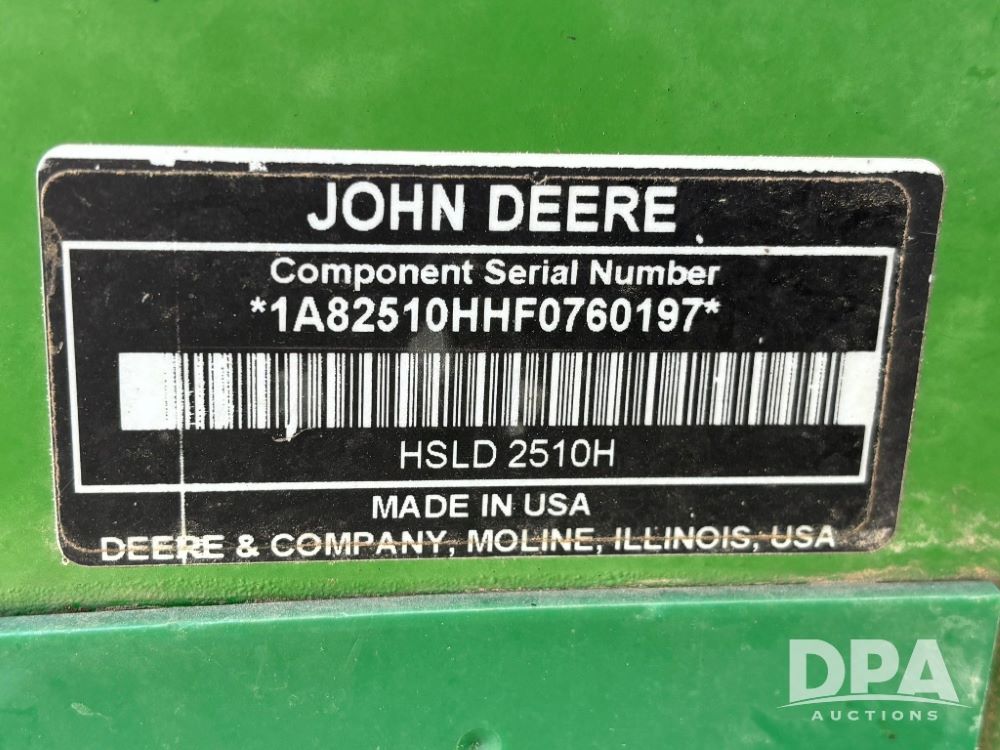 JOHN DEERE
Component Serial Number
*1A82510HHF0760197*
HSLD 2510H
MADE IN USA
DEERE & COMPANY, MOLINE, ILLINOIS, USA
DPA
AUCTIONS